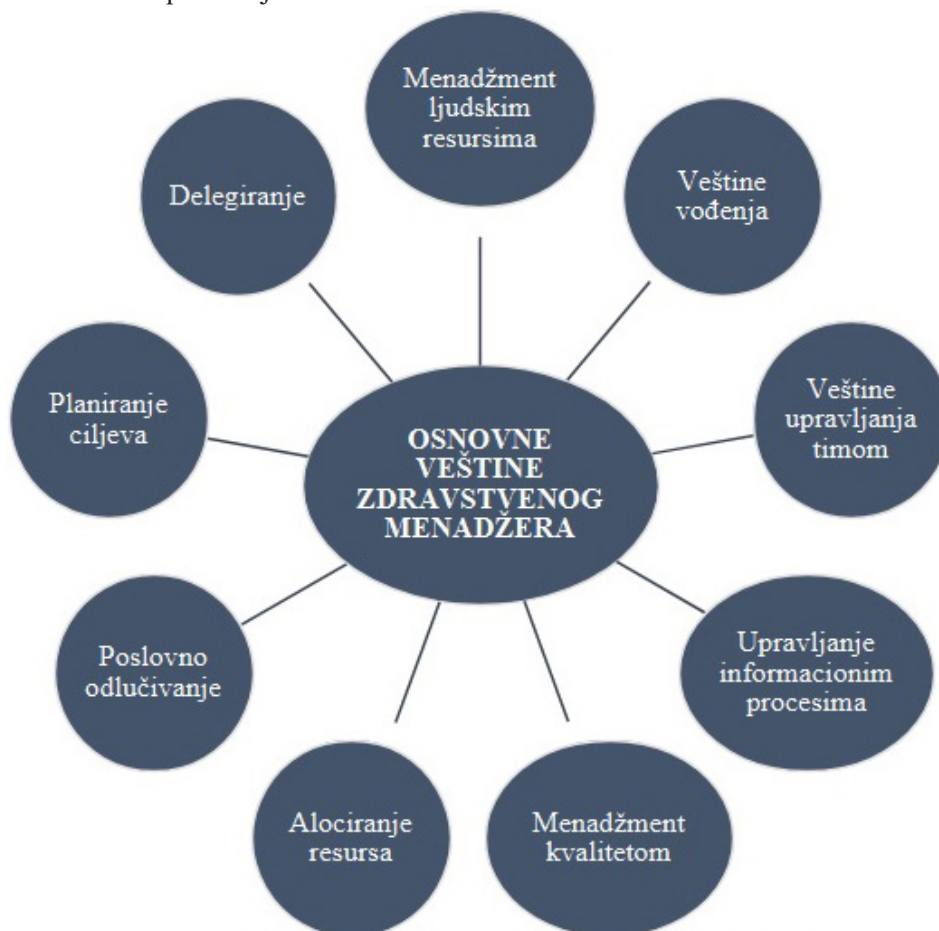 Menadžment
ljudskim
resursima
Veštine
vođenja
Veštine
upravljanja
timom
Upravljanje
informacionim
procesima
Menadžment
kvalitetom
Alociranje
resursa
Poslovno
odlučivanje
Planiranje
ciljeva
Delegiranje
OSNOVNE
VEŠTINE
ZDRAVSTVENOG
MENADŽERA